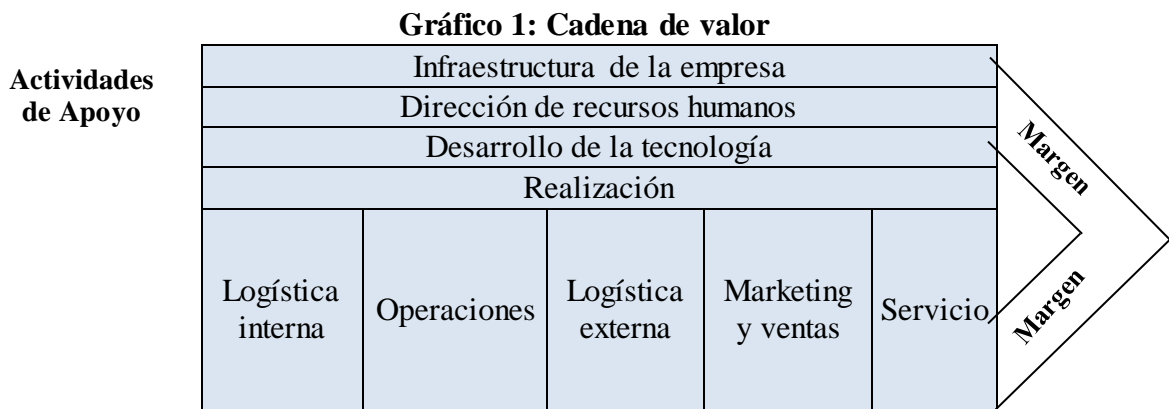 Gráfico 1: Cadena de valor
Actividades
de Apoyo
Infraestructura de la empresa
Dirección de recursos humanos
Desarrollo de la tecnología
Realización
Logística
interna
Operaciones
Logística
externa
Marketing
y ventas
Servicio
Margen
Margen